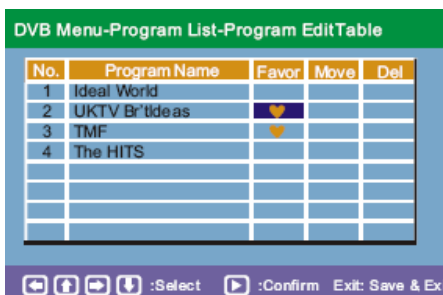 DVB Menu-Program List-Program EditTable
No. Program Name Favor Move Del
1 Ideal World
2 UKTV Br'tIdeas
3 TMF
4 The HITS
:Select :Confirm Exit: Save & Ex